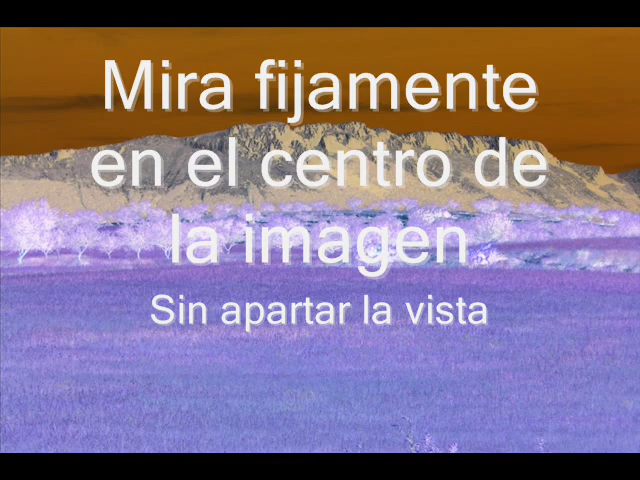 Mira fijamente
en el centro de
la imagen
Sin apartar la vista